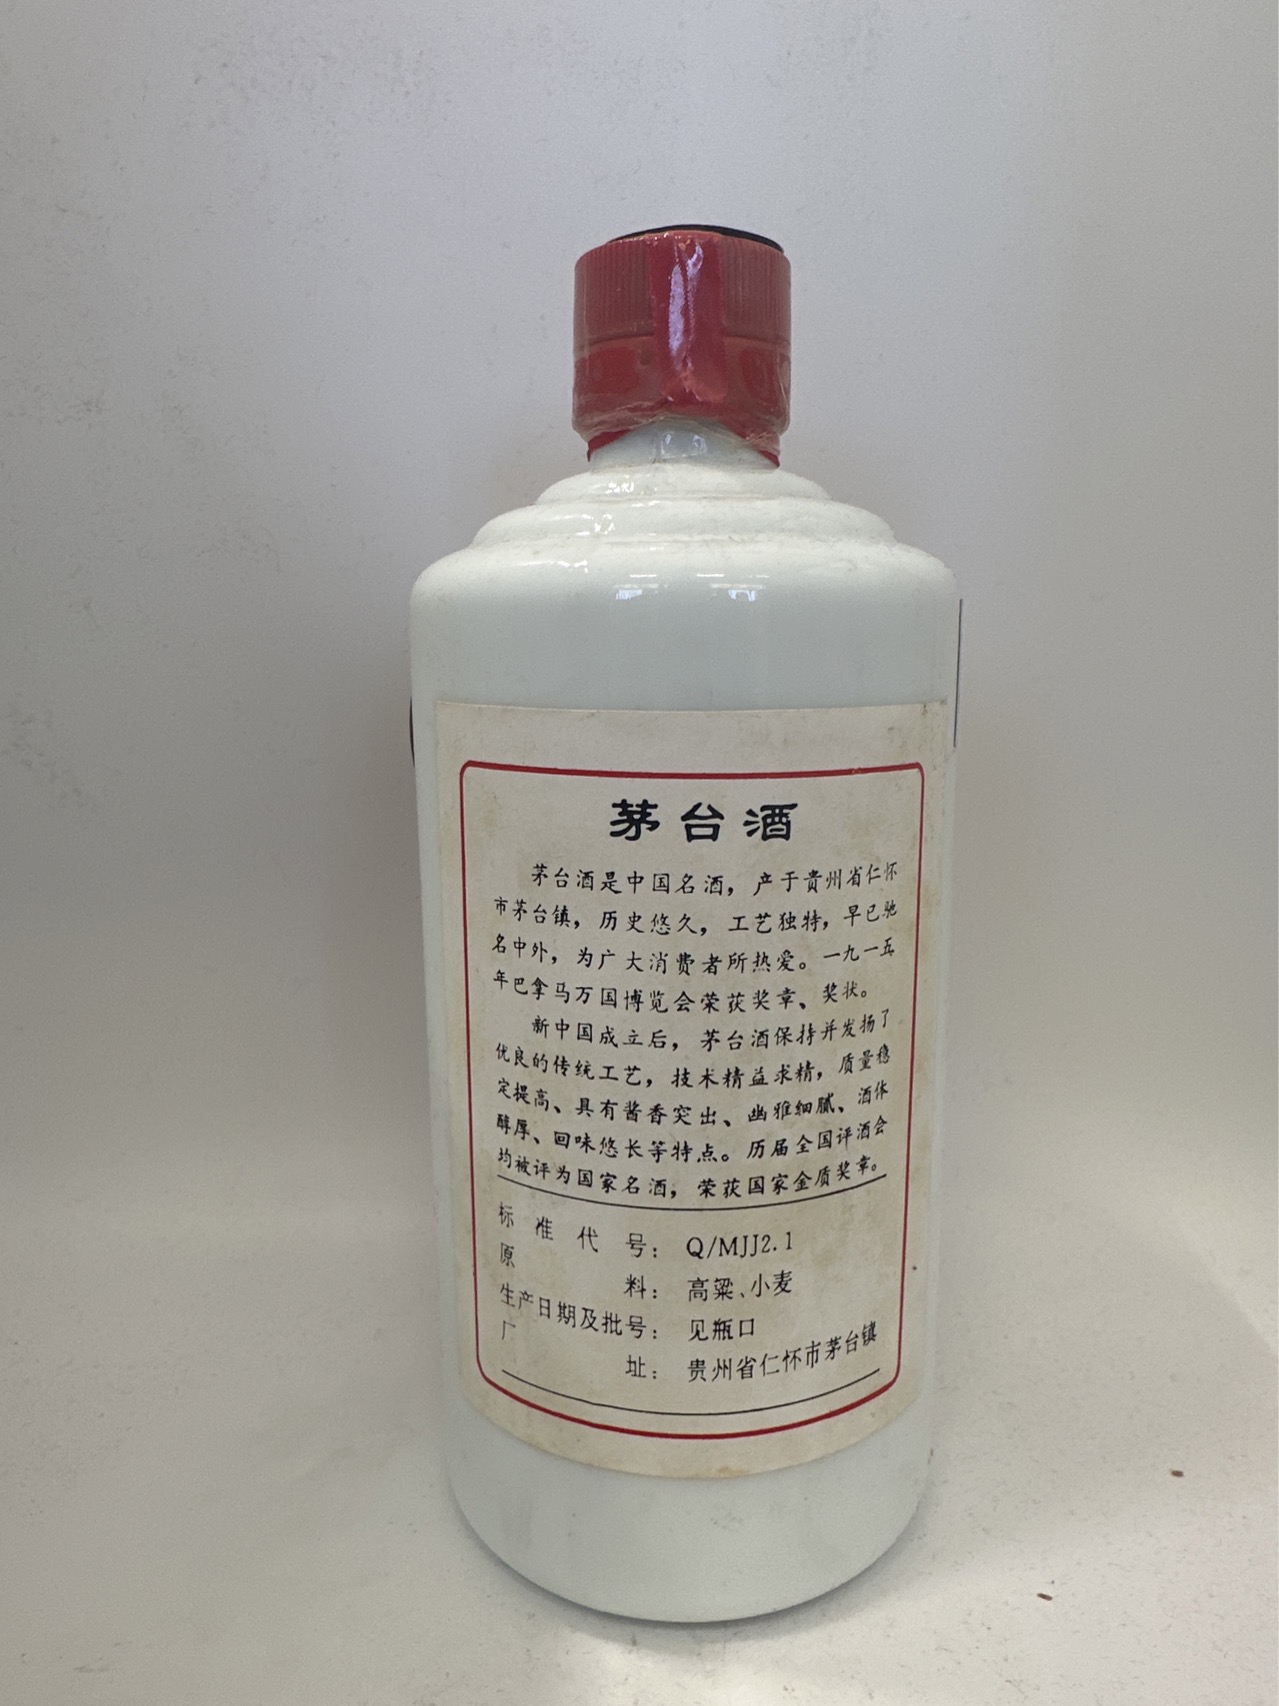 茅台酒
茅台酒是中国名酒，产于贵州省仁怀
市茅台镇，历史悠久，工艺独特，早已驰
名中外，为广大消费者所热爱。一九一五
年巴拿马万国博览会荣获奖章、奖状。
新中国成立后，茅台酒保持并发扬了
优良的传统工艺，技术精益求精，质量稳
定提高、具有酱香突出、幽雅细腻、酒体
醇厚、回味悠长等特点。历届全国评酒会
均被评为国家名酒，荣获国家金质奖章。
标准代号：Q/MJJ2.1
原料：高粱、小麦
生产日期及批号：见瓶口
厂址：贵州省仁怀市茅台镇